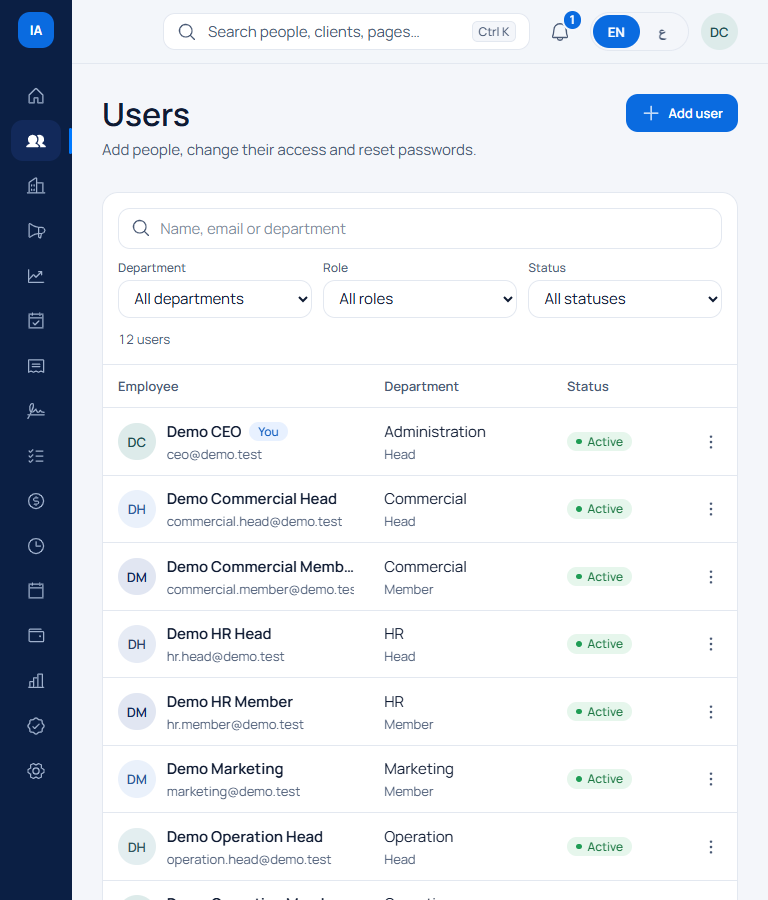 IA
Search people, clients, pages...
Ctrl K
1
EN
ع
DC
Users
Add user
Add people, change their access and reset passwords.
Name, email or department
Department
Role
Status
All departments
All roles
All statuses
12 users
Employee
Department
Status
DC
Demo CEO
You
ceo@demo.test
Administration
Head
Active
DH
Demo Commercial Head
commercial.head@demo.test
Commercial
Head
Active
DM
Demo Commercial Memb...
commercial.member@demo.tes
Commercial
Member
Active
DH
Demo HR Head
hr.head@demo.test
HR
Head
Active
DM
Demo HR Member
hr.member@demo.test
HR
Member
Active
DM
Demo Marketing
marketing@demo.test
Marketing
Member
Active
DH
Demo Operation Head
operation.head@demo.test
Operation
Head
Active